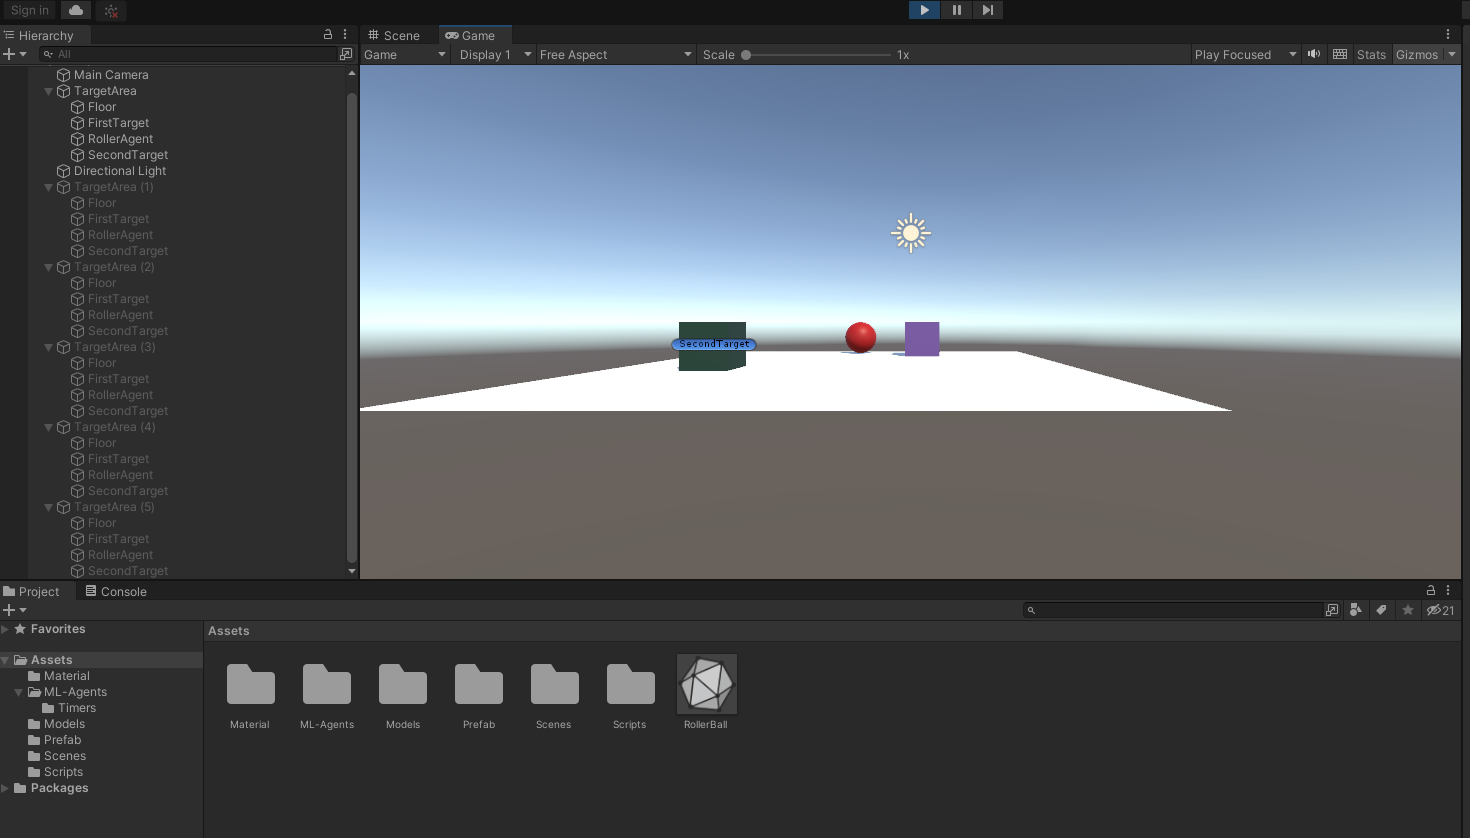 Sign in
Hierarchy
All
Main Camera
TargetArea
Floor
FirstTarget
RollerAgent
SecondTarget
Directional Light
TargetArea (1)
Floor
FirstTarget
RollerAgent
SecondTarget
TargetArea (2)
Floor
FirstTarget
RollerAgent
SecondTarget
TargetArea (3)
Floor
FirstTarget
RollerAgent
SecondTarget
TargetArea (4)
Floor
FirstTarget
RollerAgent
SecondTarget
TargetArea (5)
Floor
FirstTarget
RollerAgent
SecondTarget
Scene Game
Game Display 1 Free Aspect Scale 1x Play Focused Stats Gizmos
SecondTarget
Project Console
21
Favorites
Assets
Material
ML-Agents
Timers
Models
Prefab
Scenes
Scripts
Packages
Assets
Material ML-Agents Models Prefab Scenes Scripts RollerBall